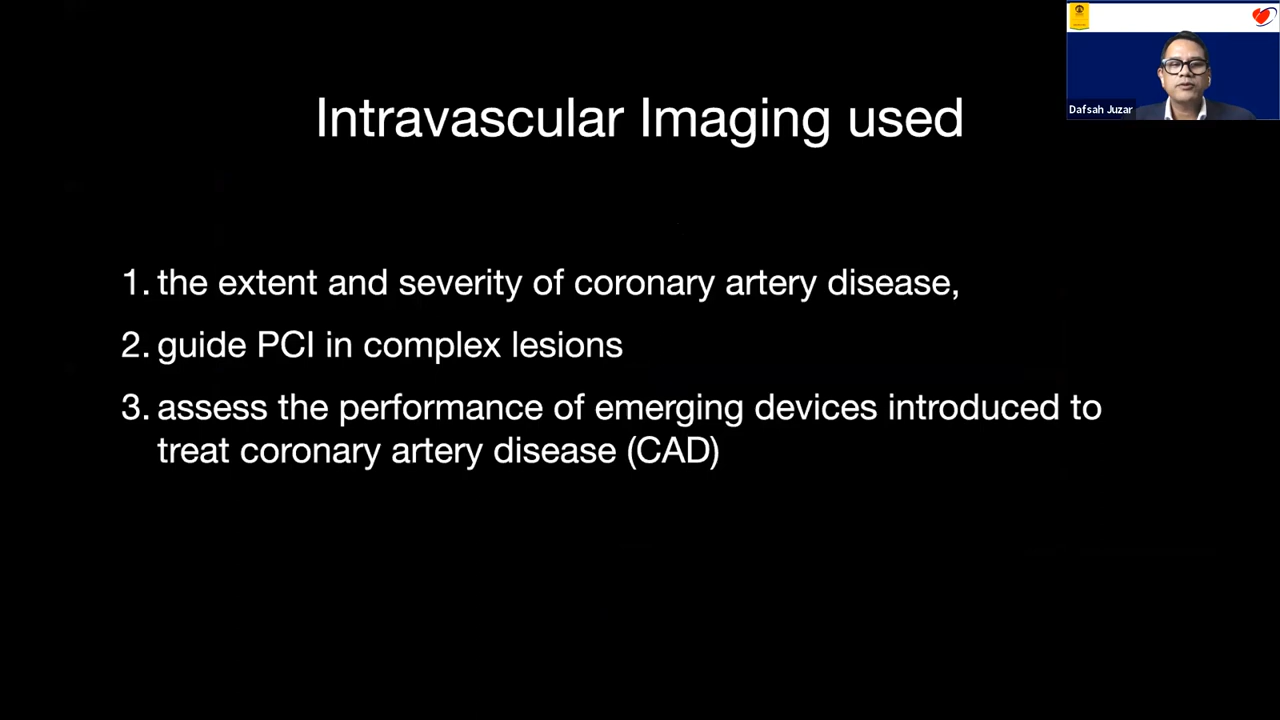 Intravascular Imaging used
Dafsah Juzar
1. the extent and severity of coronary artery disease,
2. guide PCI in complex lesions
3. assess the performance of emerging devices introduced to
treat coronary artery disease (CAD)